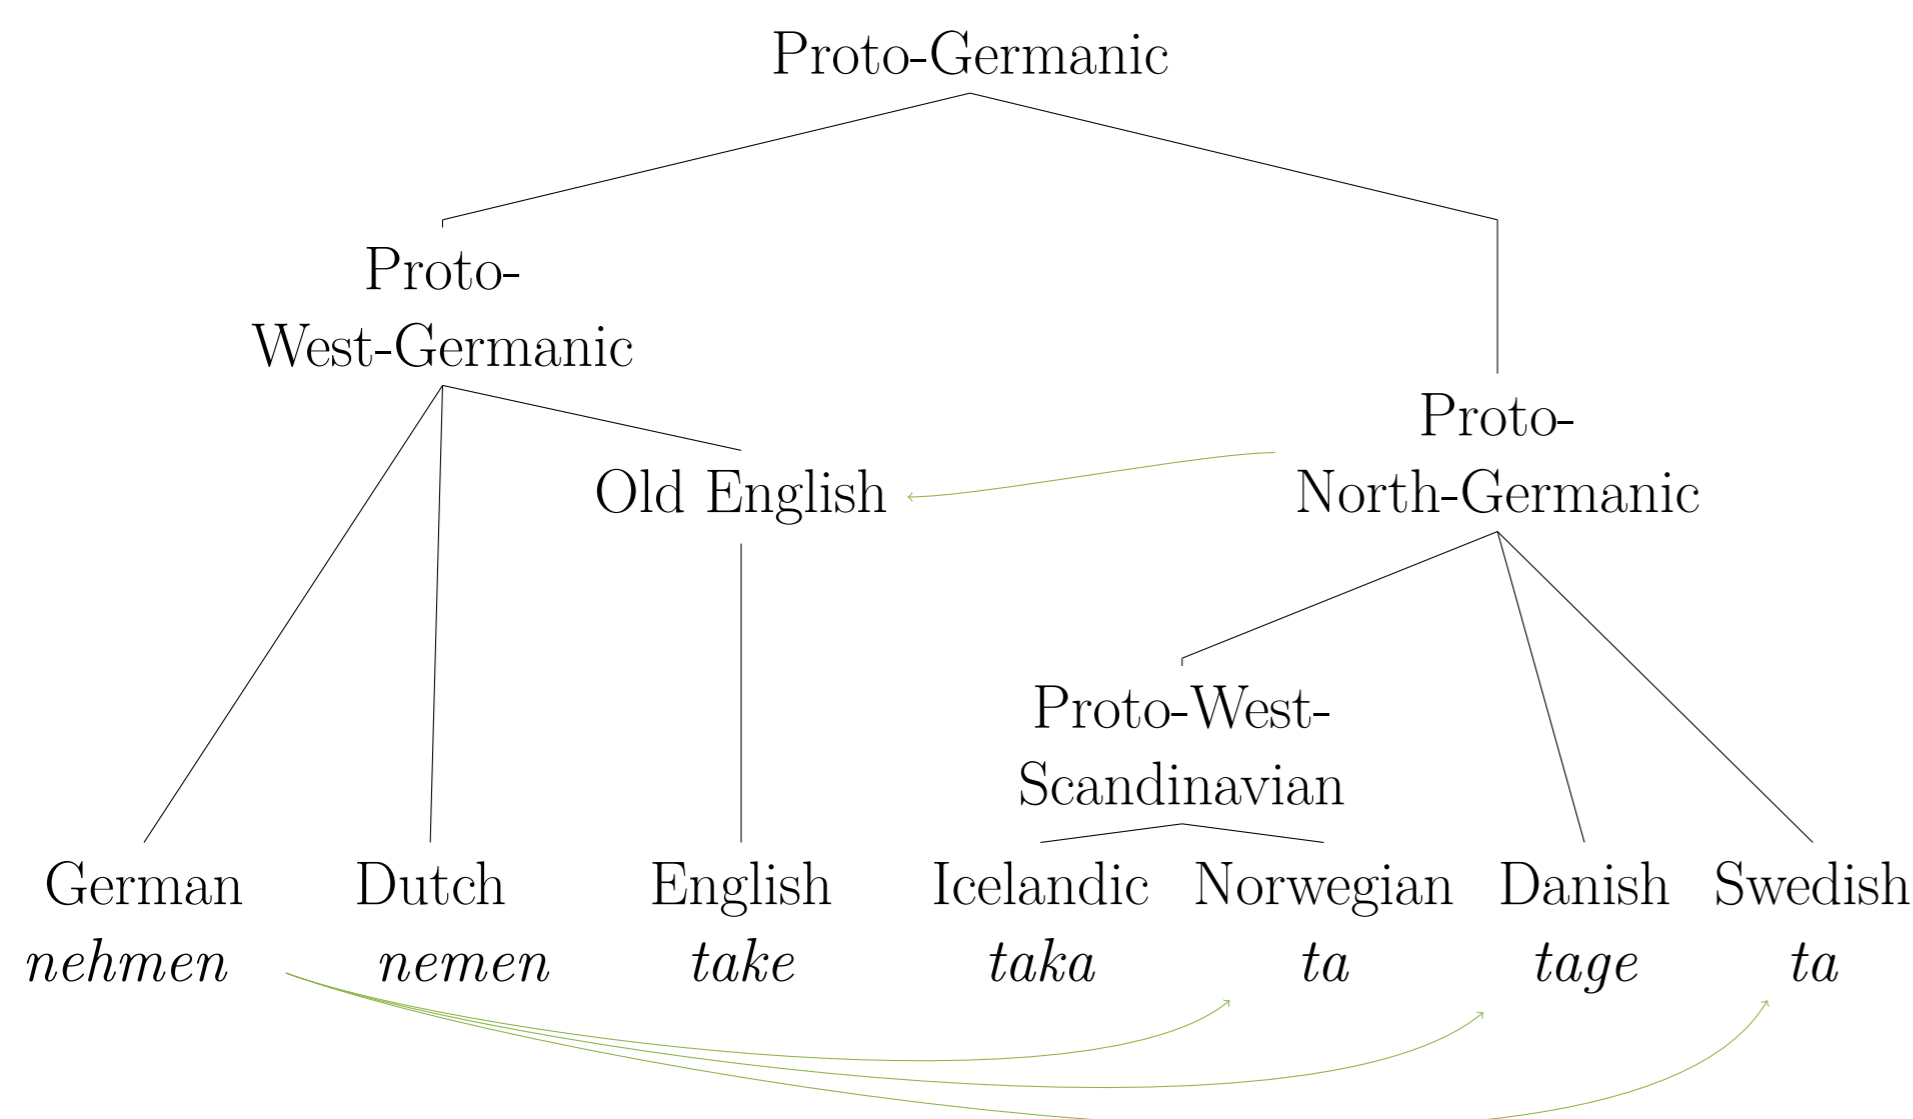 Proto-Germanic
Proto-
West-Germanic
Proto-
North-Germanic
Old English
Proto-West-
Scandinavian
German Dutch English Icelandic Norwegian Danish Swedish
nehmen nemen take taka ta tage ta